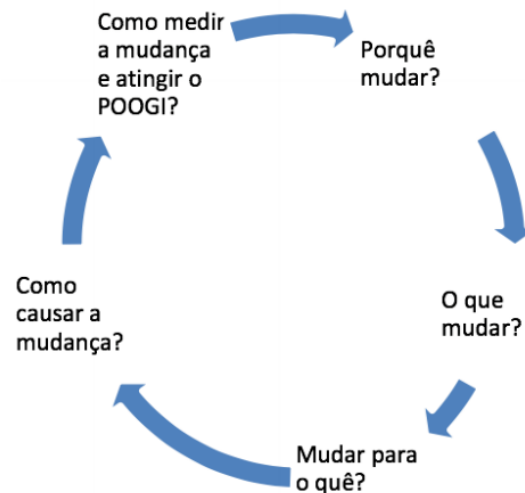 Como medir
a mudança
e atingir o
POOGI?
Porquê
mudar?
O que
mudar?
Mudar para
o quê?
Como
causar a
mudança?